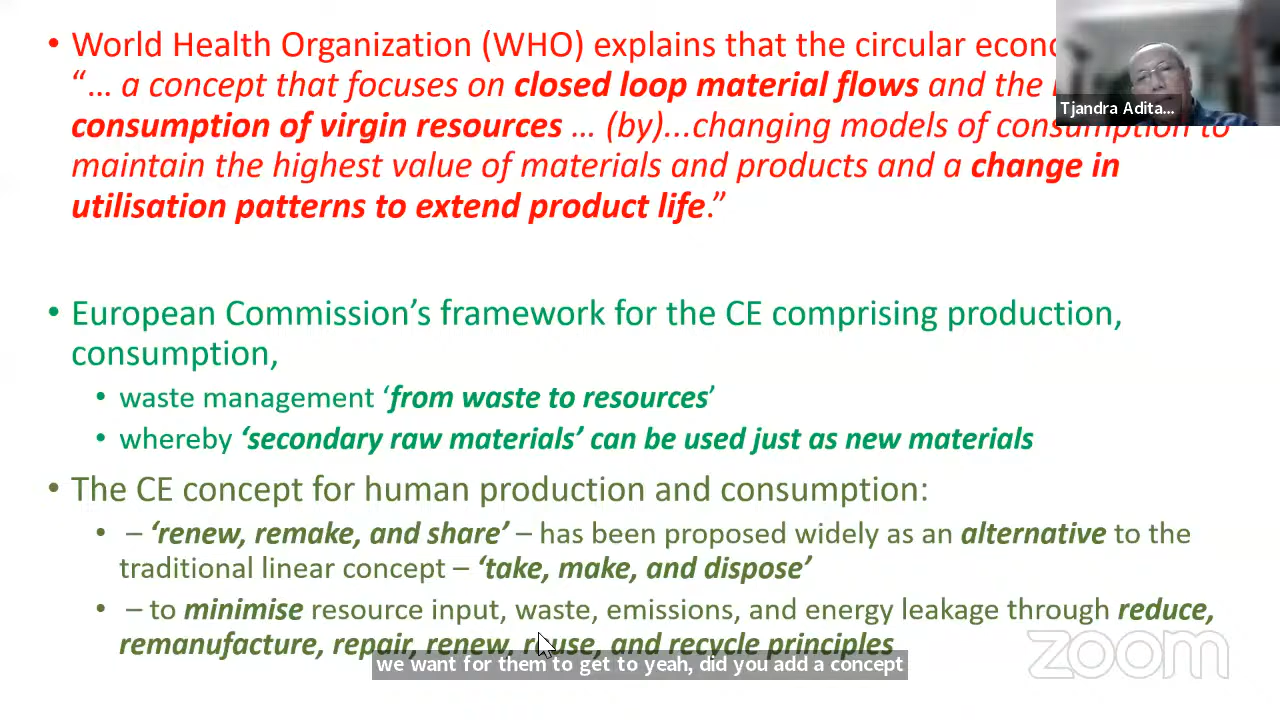 • World Health Organization (WHO) explains that the circular econo
“… a concept that focuses on closed loop material flows and the
consumption of virgin resources … (by)...changing models of consumption to
maintain the highest value of materials and products and a change in
utilisation patterns to extend product life.”
Tjandra Adita...
• European Commission’s framework for the CE comprising production,
consumption,
• waste management ‘from waste to resources’
• whereby ‘secondary raw materials’ can be used just as new materials
• The CE concept for human production and consumption:
• – ‘renew, remake, and share’ – has been proposed widely as an alternative to the
traditional linear concept – ‘take, make, and dispose’
• – to minimise resource input, waste, emissions, and energy leakage through reduce,
remanufacture, repair, renew, reuse, and recycle principles
we want for them to get to yeah, did you add a concept
zoom